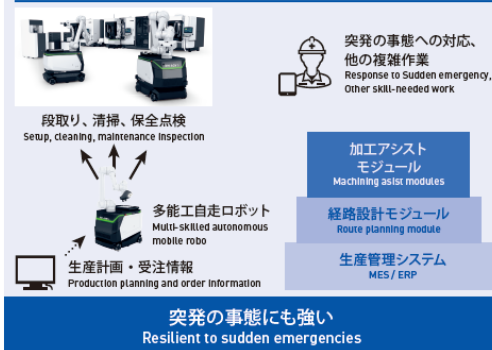 突発の事態への対応、
他の複雑作業
Response to Sudden emergency,
Other skill-needed work
段取り、清掃、保全点検
Setup, cleaning, maintenance inspection
加工アシスト
モジュール
Machining asist modules
多能工自走ロボット
Multi-skilled autonomous
mobile robo
経路設計モジュール
Route planning module
生産計画・受注情報
Production planning and order information
生産管理システム
MES / ERP
突発の事態にも強い
Resilient to sudden emergencies